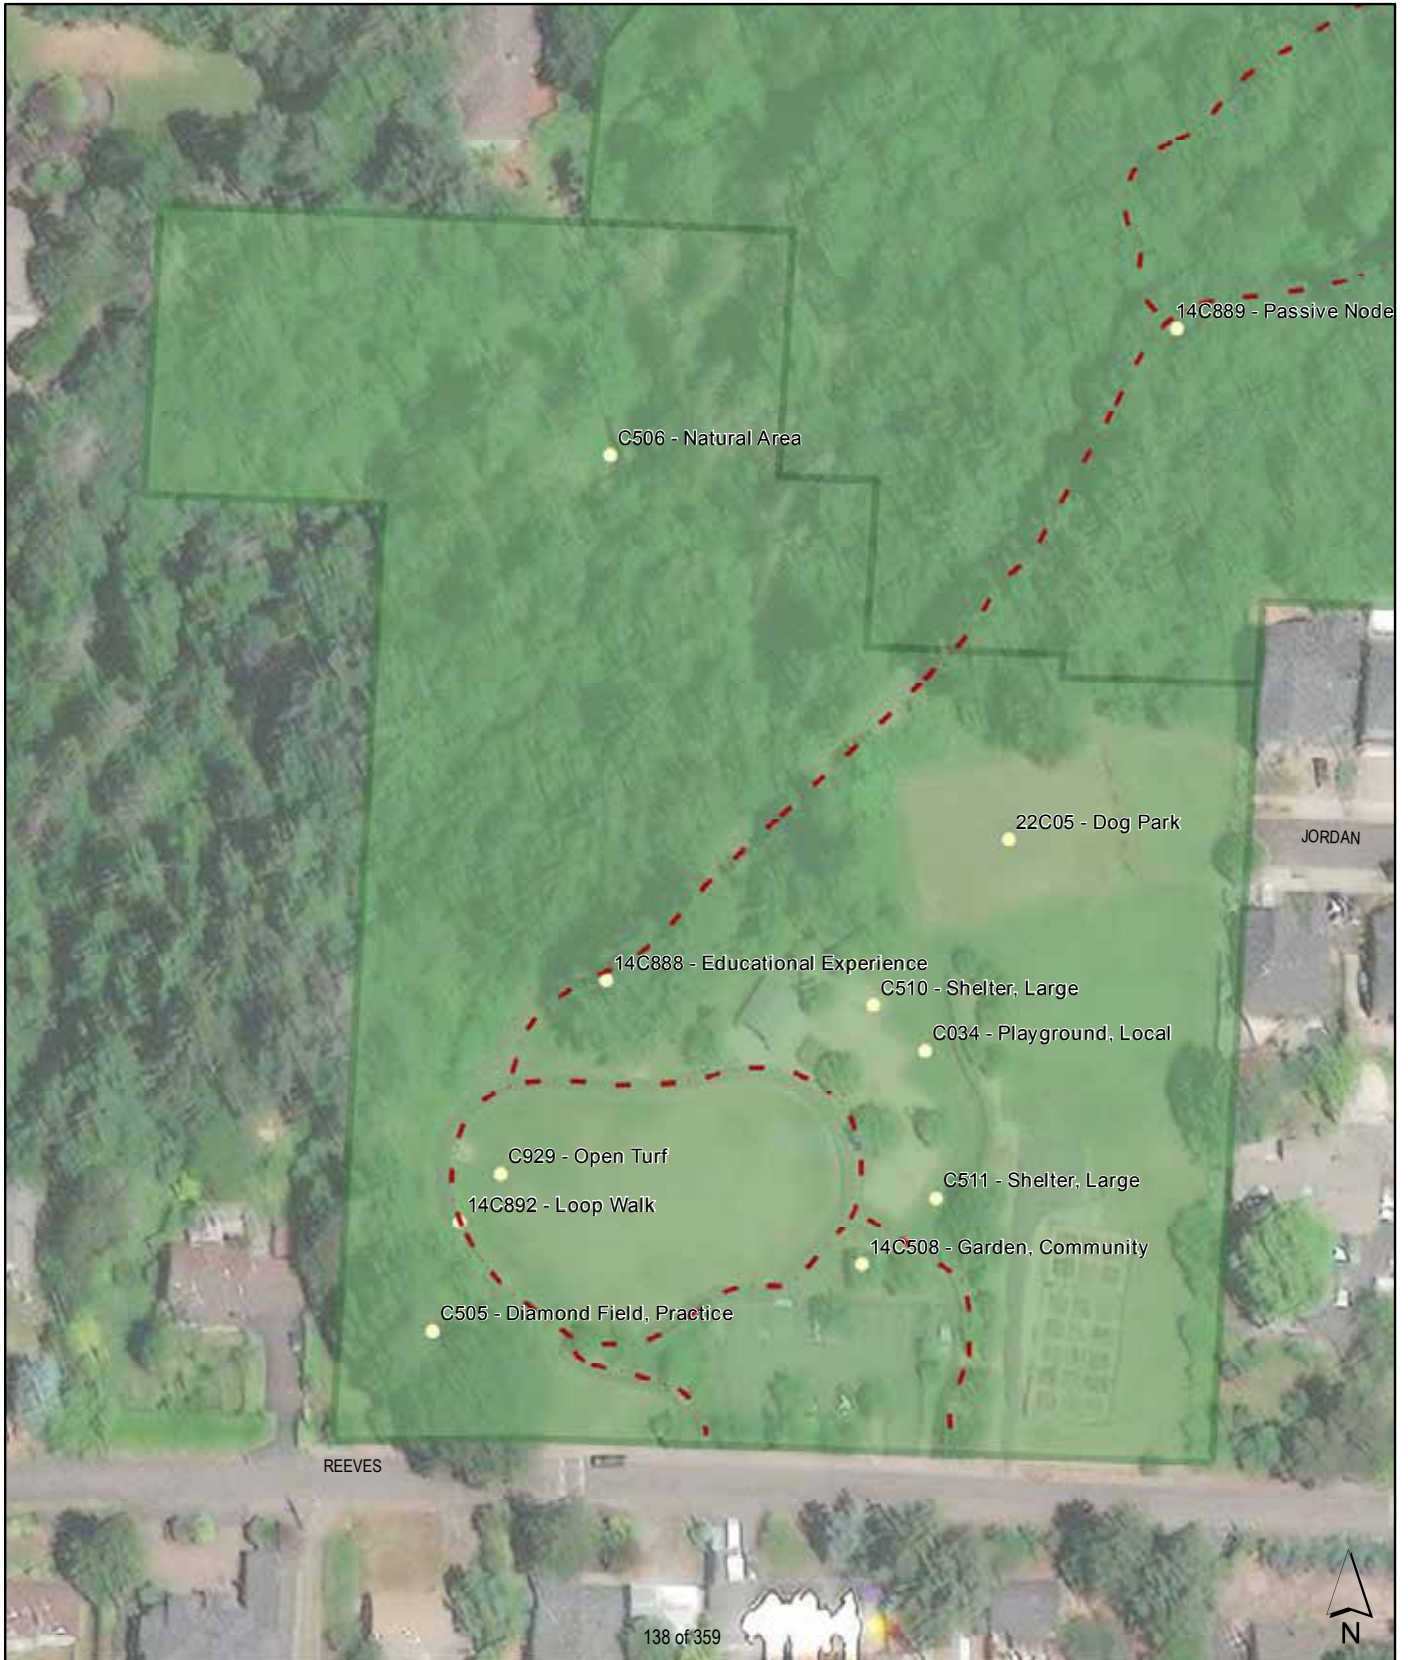 14C889 - Passive Node
C506 - Natural Area
22C05 - Dog Park
JORDAN
14C888 - Educational Experience
C510 - Shelter, Large
C034 - Playground, Local
C929 - Open Turf
C511 - Shelter, Large
14C892 - Loop Walk
14C508 - Garden, Community
C505 - Diamond Field, Practice
REEVES
138 of 359
N